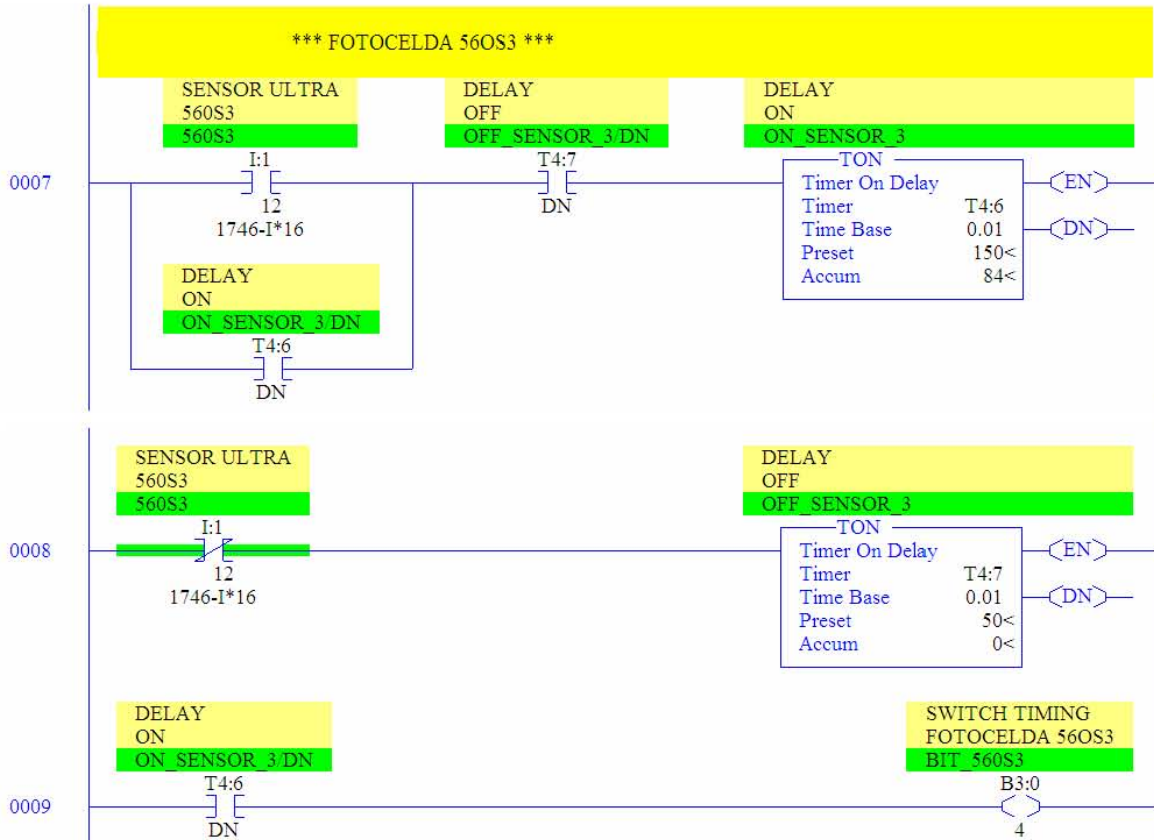 *** FOTOCELDA 56OS3 ***
SENSOR ULTRA
560S3
560S3
I:1
12
1746-I*16
DELAY
OFF
OFF_SENSOR_3/DN
T4:7
DN
DELAY
ON
ON_SENSOR_3
TON
Timer On Delay
Timer T4:6
Time Base 0.01
Preset 150<
Accum 84<
EN
DN
0007
DELAY
ON
ON_SENSOR_3/DN
T4:6
DN
SENSOR ULTRA
560S3
560S3
I:1
12
1746-I*16
DELAY
OFF
OFF_SENSOR_3
TON
Timer On Delay
Timer T4:7
Time Base 0.01
Preset 50<
Accum 0<
EN
DN
0008
DELAY
ON
ON_SENSOR_3/DN
T4:6
DN
SWITCH TIMING
FOTOCELDA 56OS3
BIT_560S3
B3:0
4
0009